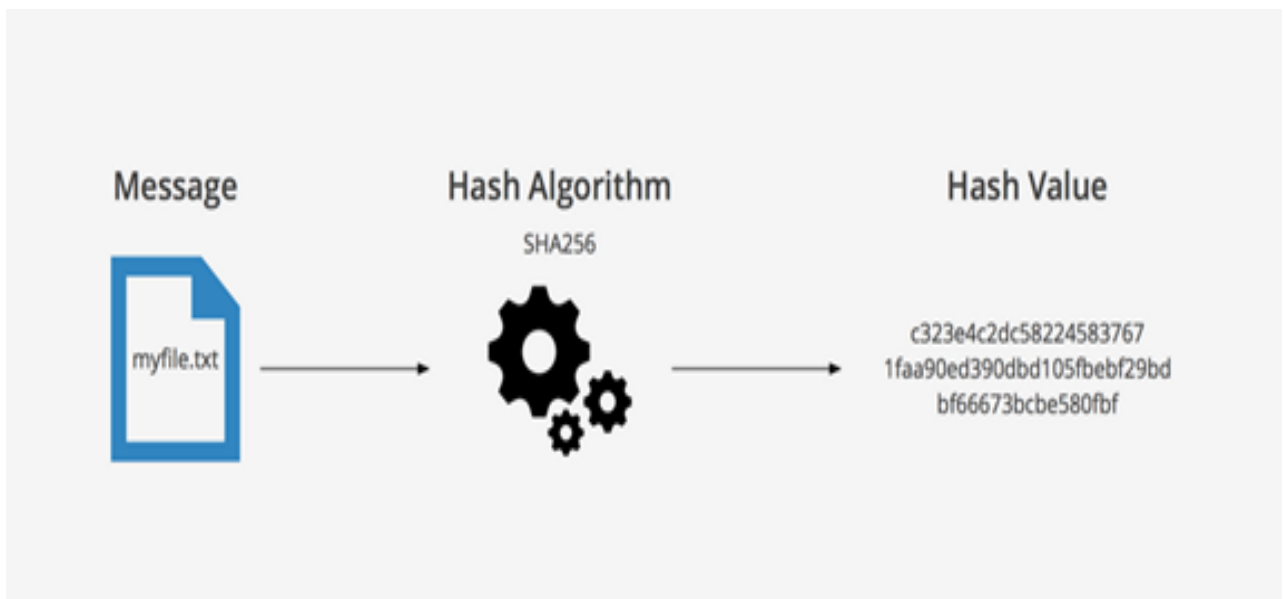 Message
Hash Algorithm
Hash Value
SHA256
myfile.txt
c323e4c2dc58224583767
1faa90ed390dbd105fbebf29bd
bf66673bcbe580fbf